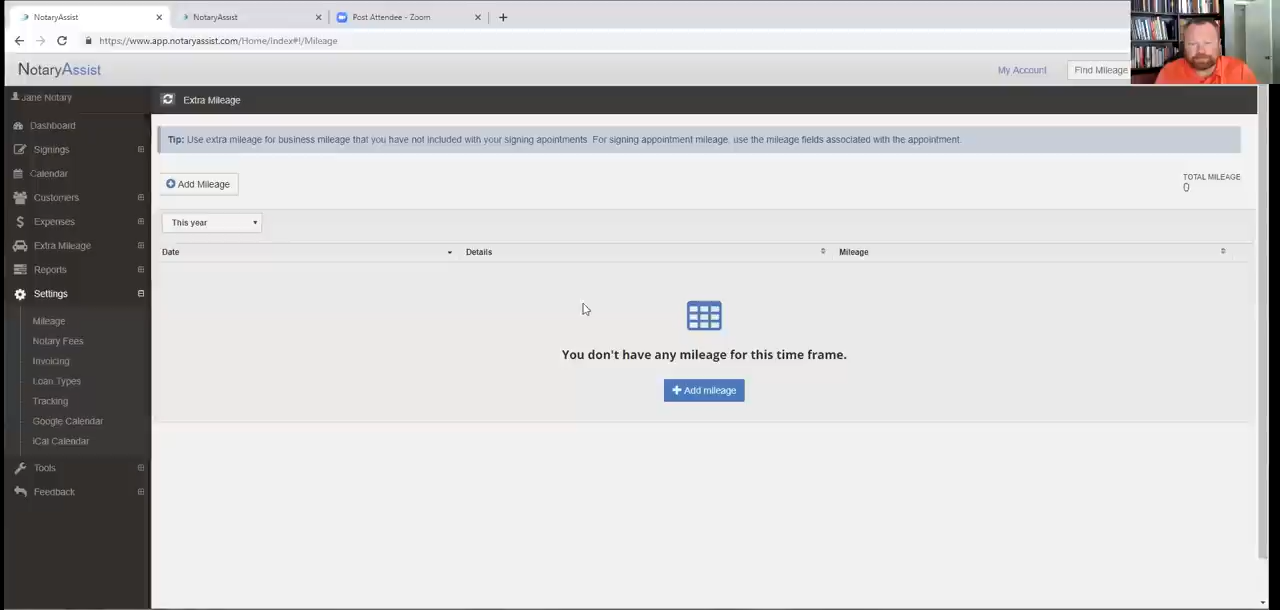 NotaryAssist
NotaryAssist
Post Attendee - Zoom
https://www.app.notaryassist.com/Home/Index#!/Mileage
NotaryAssist
My Account
Find Mileage
Jane Notary
Extra Mileage
Dashboard
Tip: Use extra mileage for business mileage that you have not included with your signing apointments. For signing appointment mileage, use the mileage fields associated with the appointment.
Signings
Calendar
Add Mileage
TOTAL MILEAGE
0
Customers
Expenses
This year
Extra Mileage
Date
Details
Mileage
Reports
Settings
Mileage
Notary Fees
You don't have any mileage for this time frame.
Invoicing
Loan Types
Add mileage
Tracking
Google Calendar
iCal Calendar
Tools
Feedback